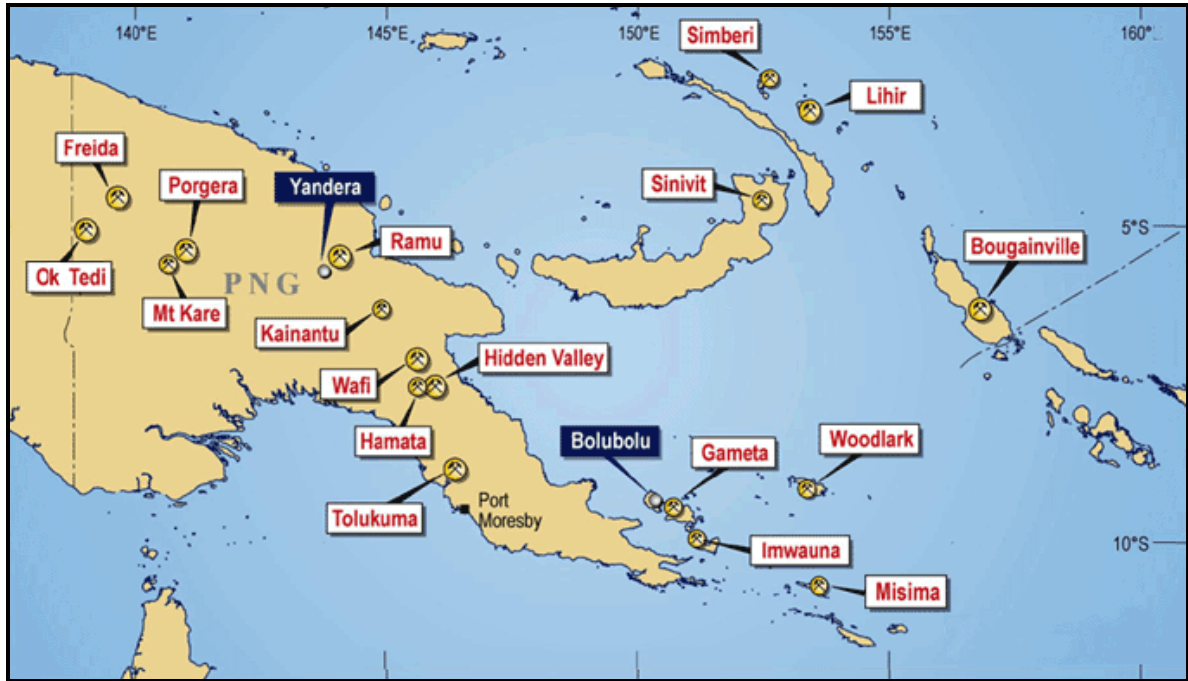 140°E
145°E
150°E
155°E
160°E
Simberi
Lihir
Freida
Porgera
Yandera
Sinivit
5°S
Ramu
Bougainville
Ok Tedi
PNG
Mt Kare
Kainantu
Hidden Valley
Wafi
Hamata
Bolubolu
Gameta
Woodlark
Port
Moresby
Tolukuma
Imwauna
10°S
Misima